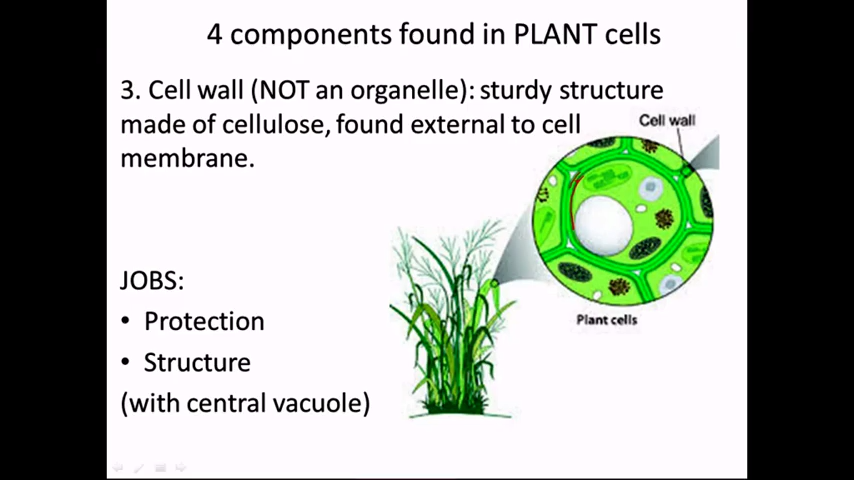 4 components found in PLANT cells
3. Cell wall (NOT an organelle): sturdy structure
made of cellulose, found external to cell
membrane.
Cell wall
JOBS:
• Protection
• Structure
(with central vacuole)
Plant cells